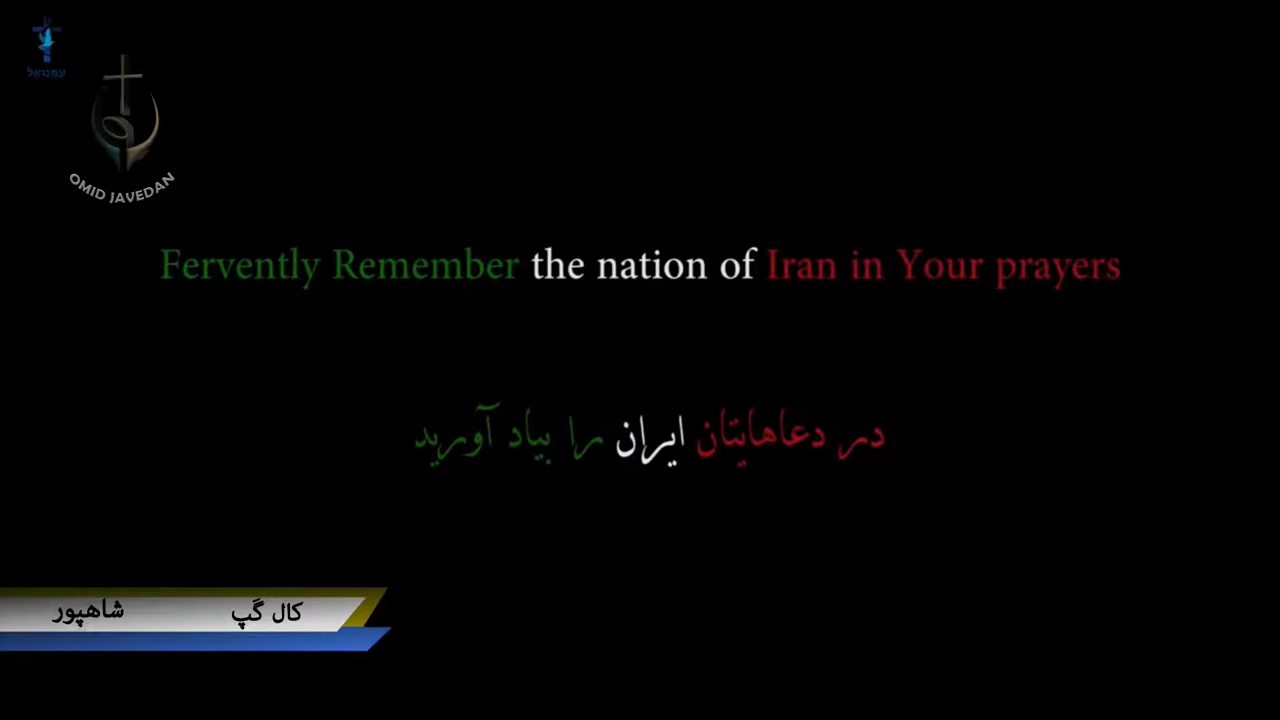 עמנואל
OMID JAVEDAN
Fervently Remember the nation of Iran in Your prayers
در دعاهایتان ایران را بیاد آورید
کال گَپ
شاهپور